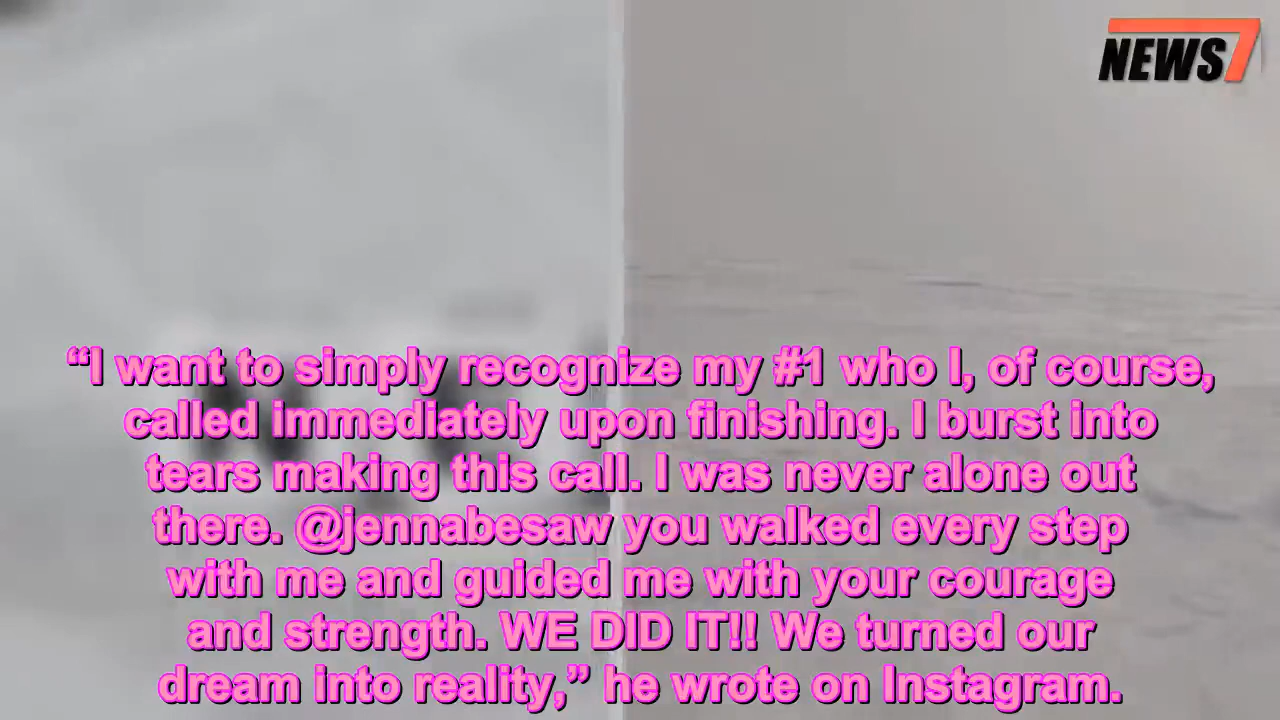 NEWS7
“I want to simply recognize my #1 who I, of course,
called immediately upon finishing. I burst into
tears making this call. I was never alone out
there. @jennabesaw you walked every step
with me and guided me with your courage
and strength. WE DID IT!! We turned our
dream into reality,” he wrote on Instagram.